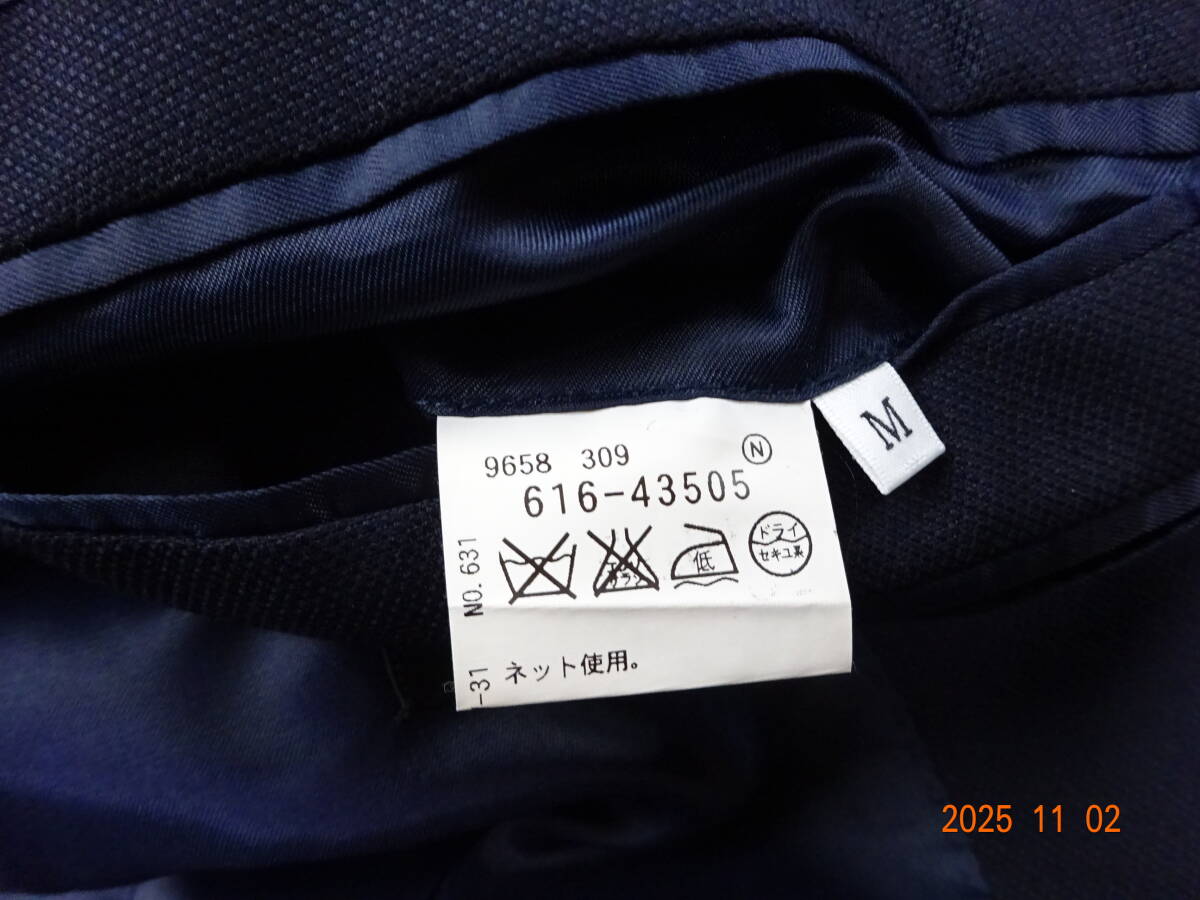 9658 309 Ⓝ
616-43505
M
低
ドライ
セキユ系
NO.631
-31
ネット使用。
2025 11 02